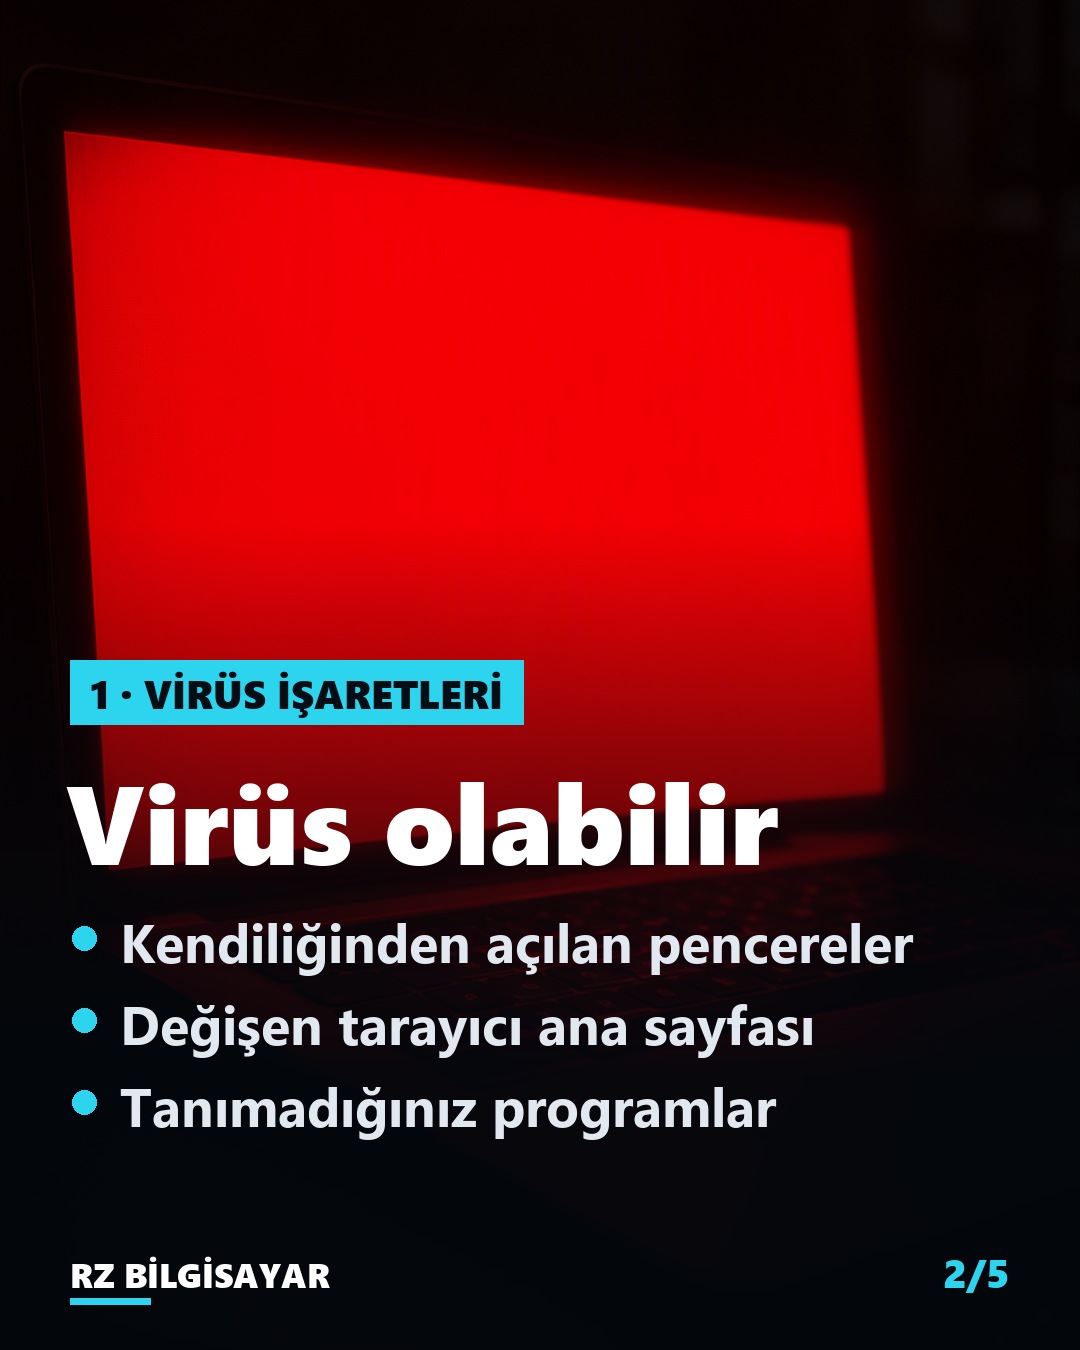 1 · VİRÜS İŞARETLERİ
Virüs olabilir
Kendiliğinden açılan pencereler
Değişen tarayıcı ana sayfası
Tanımadığınız programlar
RZ BİLGİSAYAR
2/5